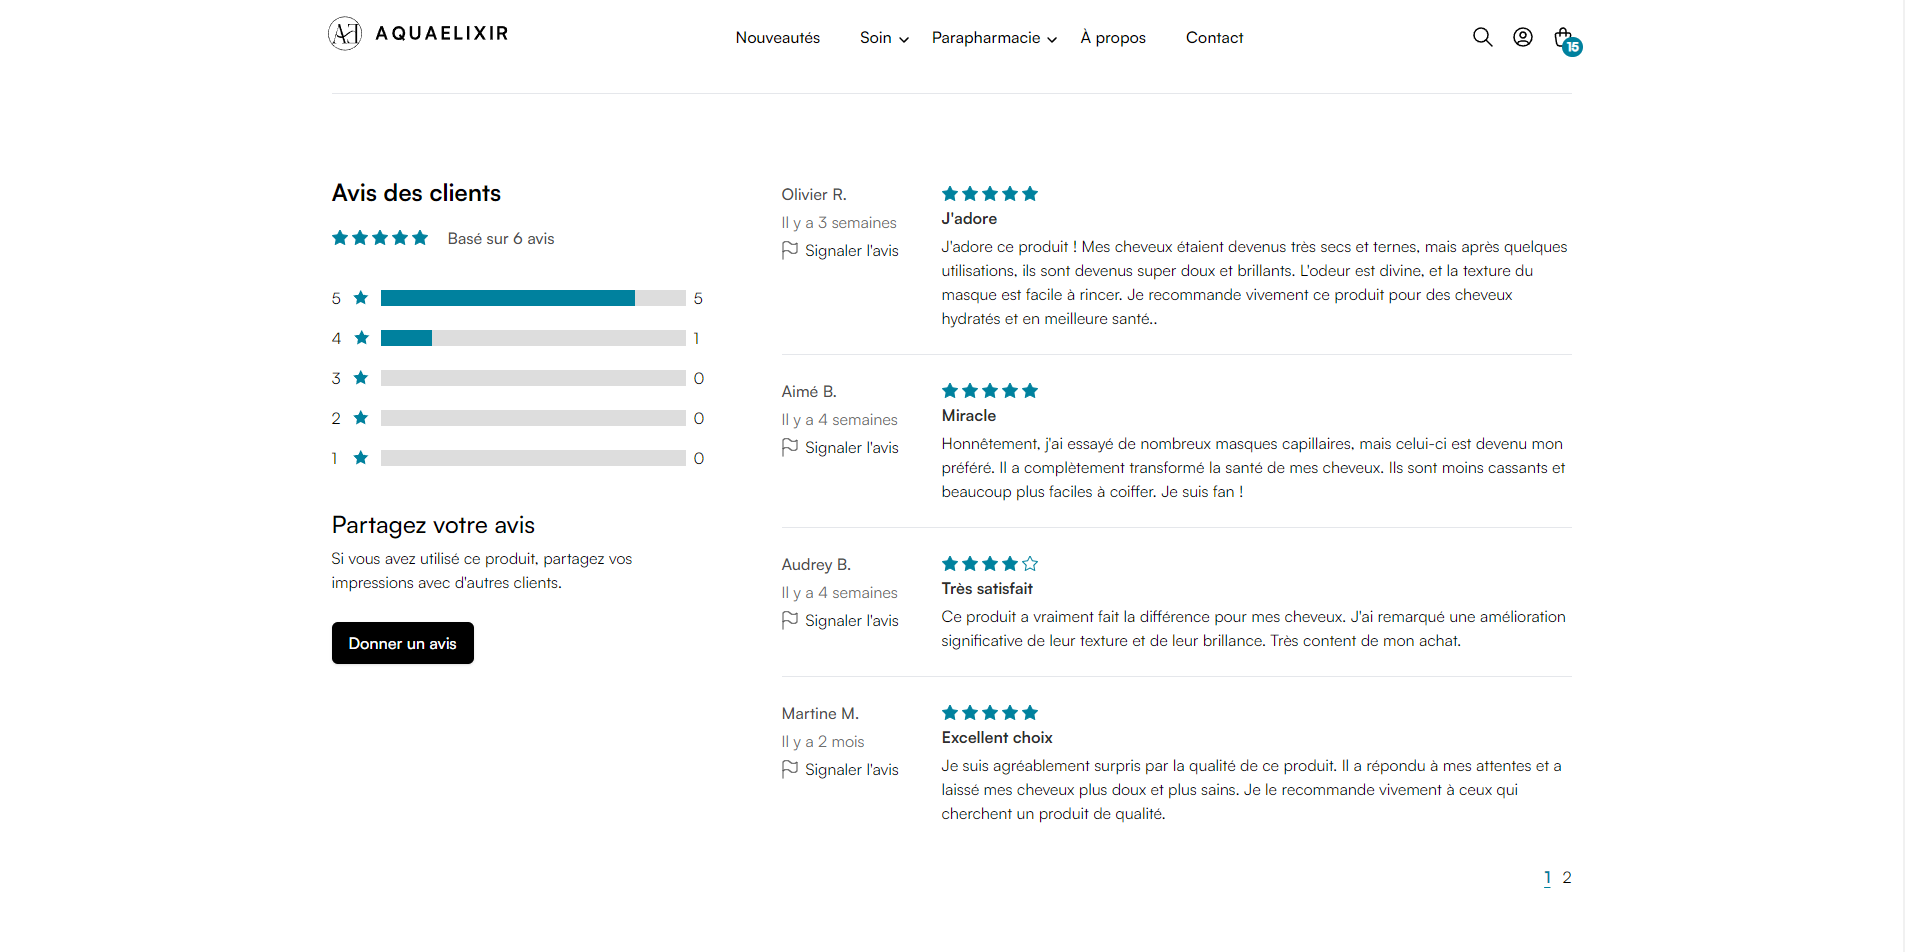 AQUAELIXIR
Nouveautés
Soin
Parapharmacie
À propos
Contact
15
Avis des clients
Basé sur 6 avis
5 5
4 1
3 0
2 0
1 0
Partagez votre avis
Si vous avez utilisé ce produit, partagez vos
impressions avec d'autres clients.
Donner un avis
Olivier R.
Il y a 3 semaines
Signaler l'avis
J'adore
J'adore ce produit ! Mes cheveux étaient devenus très secs et ternes, mais après quelques
utilisations, ils sont devenus super doux et brillants. L'odeur est divine, et la texture du
masque est facile à rincer. Je recommande vivement ce produit pour des cheveux
hydratés et en meilleure santé..
Aimé B.
Il y a 4 semaines
Signaler l'avis
Miracle
Honnêtement, j'ai essayé de nombreux masques capillaires, mais celui-ci est devenu mon
préféré. Il a complètement transformé la santé de mes cheveux. Ils sont moins cassants et
beaucoup plus faciles à coiffer. Je suis fan !
Audrey B.
Il y a 4 semaines
Signaler l'avis
Très satisfait
Ce produit a vraiment fait la différence pour mes cheveux. J'ai remarqué une amélioration
significative de leur texture et de leur brillance. Très content de mon achat.
Martine M.
Il y a 2 mois
Signaler l'avis
Excellent choix
Je suis agréablement surpris par la qualité de ce produit. Il a répondu à mes attentes et a
laissé mes cheveux plus doux et plus sains. Je le recommande vivement à ceux qui
cherchent un produit de qualité.
1 2